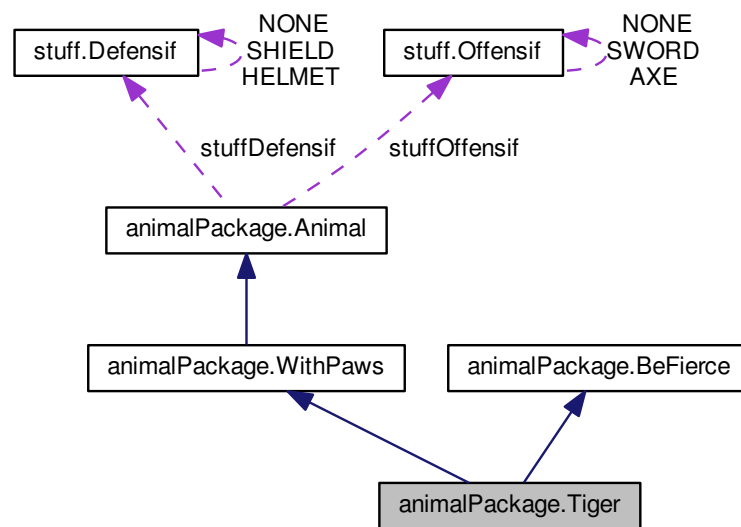 stuff.Defensif
NONE
SHIELD
HELMET
stuff.Offensif
NONE
SWORD
AXE
stuffDefensif
stuffOffensif
animalPackage.Animal
animalPackage.WithPaws
animalPackage.BeFierce
animalPackage.Tiger